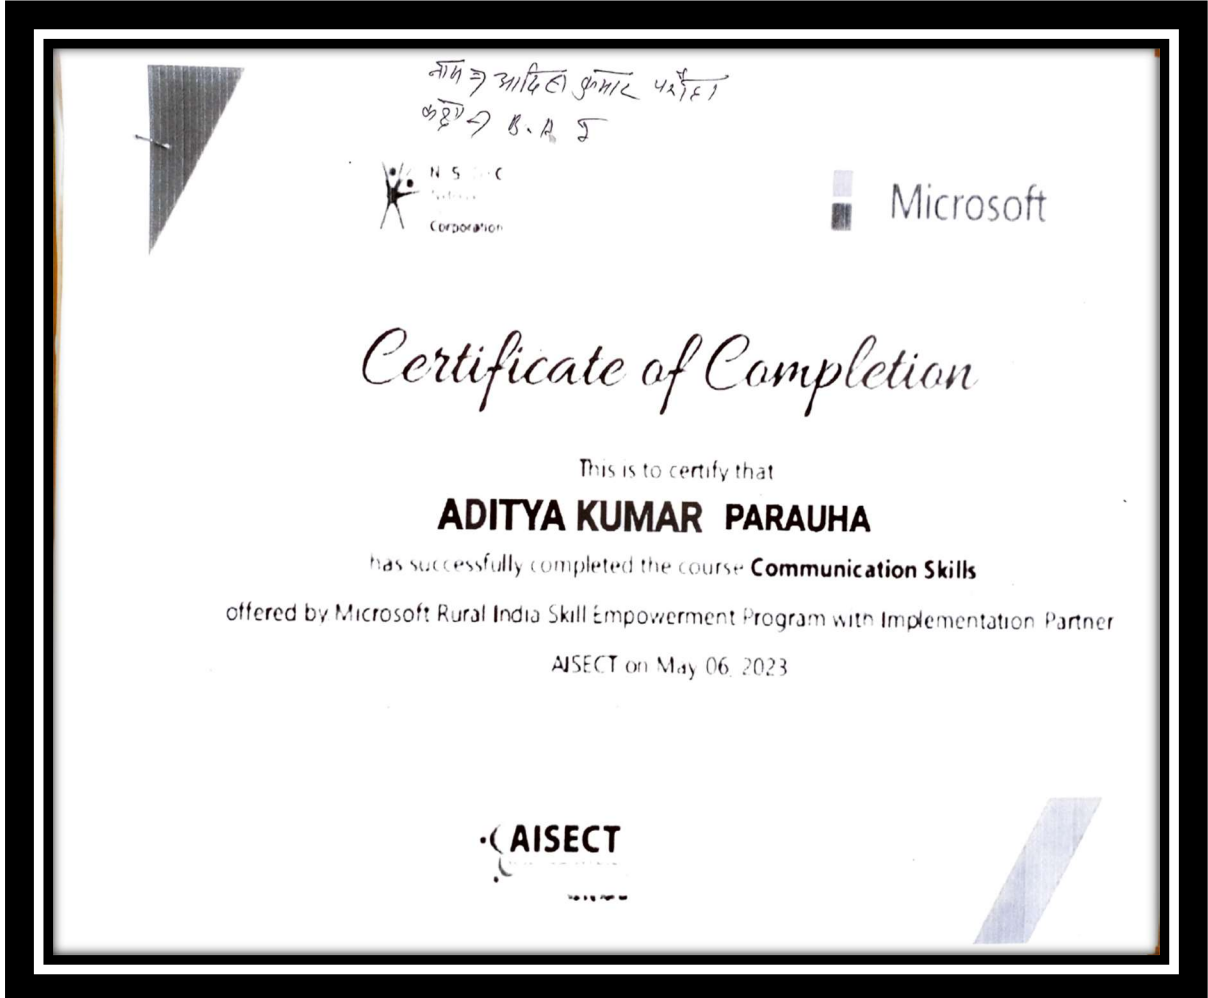 नाम → आदित्य कुमार परौहा
कक्षा → B.A I
N S C
Corporation
Microsoft
Certificate of Completion
This is to certify that
ADITYA KUMAR PARAUHA
has successfully completed the course Communication Skills
offered by Microsoft Rural India Skill Empowerment Program with Implementation Partner
AISECT on May 06, 2023
AISECT